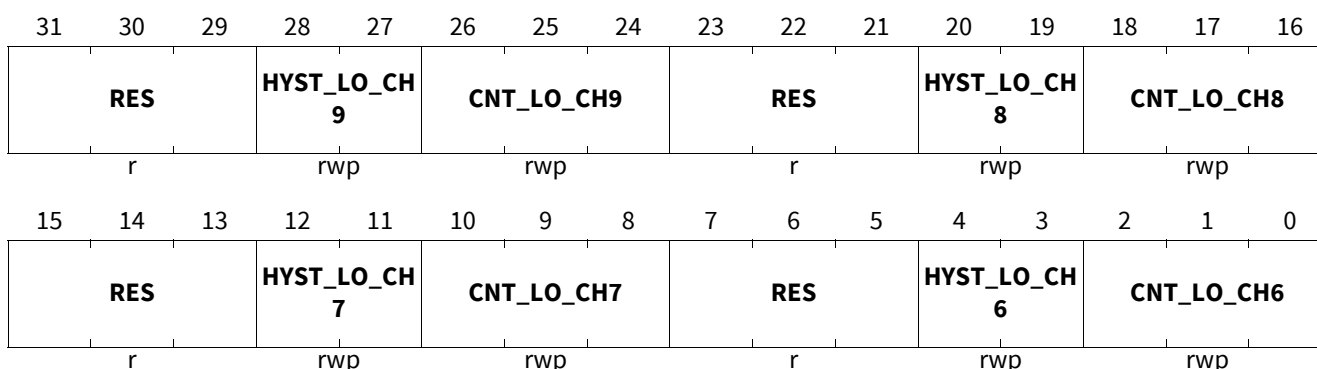 31 30 29 28 27 26 25 24 23 22 21 20 19 18 17 16
RES HYST_LO_CH CNT_LO_CH9 RES HYST_LO_CH CNT_LO_CH8
9 8
r rwp rwp r rwp rwp
15 14 13 12 11 10 9 8 7 6 5 4 3 2 1 0
RES HYST_LO_CH CNT_LO_CH7 RES HYST_LO_CH CNT_LO_CH6
7 6
r rwp rwp r rwp rwp